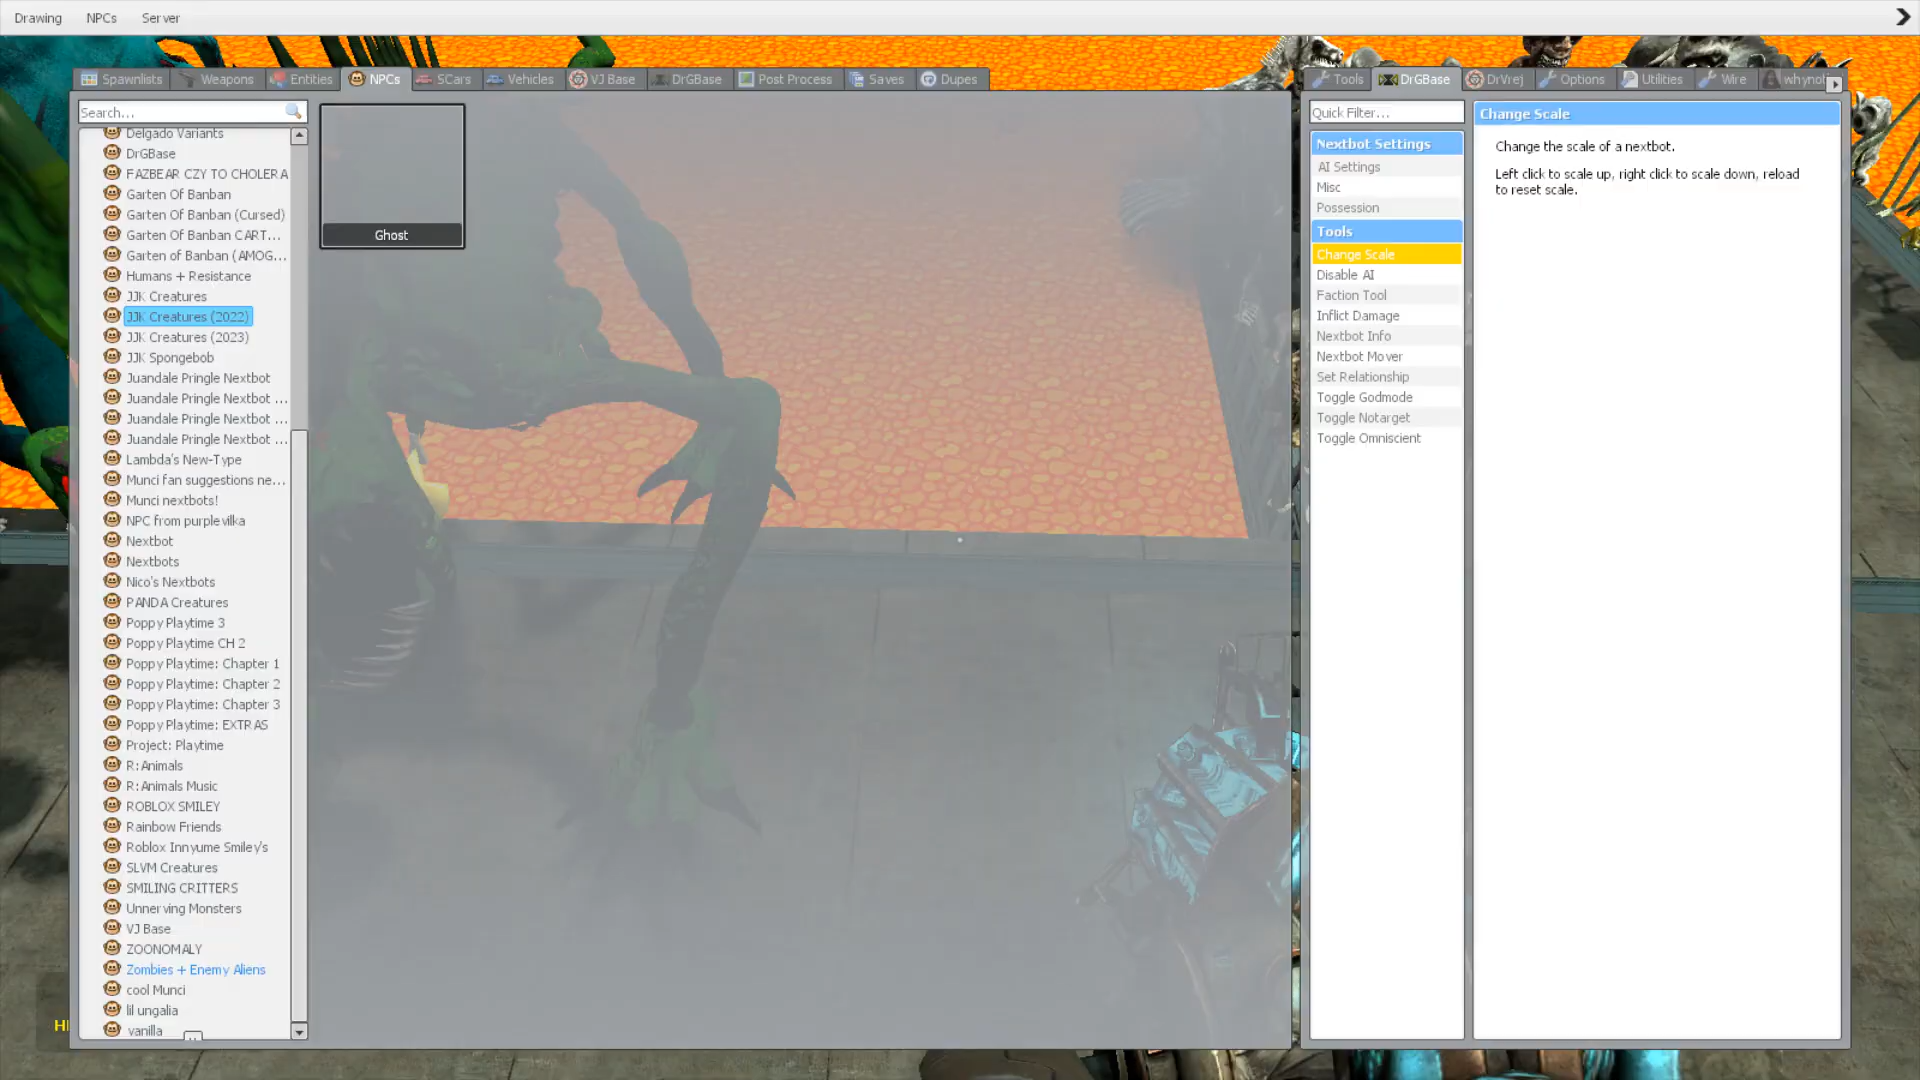 Drawing NPCs Server
Spawnlists Weapons Entities NPCs SCars Vehicles VJ Base DrGBase Post Process Saves Dupes
Tools DrGBase DrVrej Options Utilities Wire
Search...
Delgado Variants
DrGBase
FAZBEAR CZY TO CHOLERA
Garten Of Banban
Garten Of Banban (Cursed)
Garten Of Banban CART...
Garten of Banban (AMOG...
Humans + Resistance
JJK Creatures
JJK Creatures (2022)
JJK Creatures (2023)
JJK Spongebob
Juandale Pringle Nextbot
Juandale Pringle Nextbot ...
Juandale Pringle Nextbot ...
Juandale Pringle Nextbot ...
Lambda's New-Type
Munci fan suggestions ne...
Munci nextbots!
NPC from purplevilka
Nextbot
Nextbots
Nico's Nextbots
PANDA Creatures
Poppy Playtime 3
Poppy Playtime CH 2
Poppy Playtime: Chapter 1
Poppy Playtime: Chapter 2
Poppy Playtime: Chapter 3
Poppy Playtime: EXTRAS
Project: Playtime
R:Animals
R:Animals Music
ROBLOX SMILEY
Rainbow Friends
Roblox Innyume Smiley's
SLVM Creatures
SMILING CRITTERS
Unnerving Monsters
VJ Base
ZOONOMALY
Zombies + Enemy Aliens
cool Munci
lil ungalia
vanilla
Ghost
Quick Filter...
Nextbot Settings
AI Settings
Misc
Possession
Tools
Change Scale
Disable AI
Faction Tool
Inflict Damage
Nextbot Info
Nextbot Mover
Set Relationship
Toggle Godmode
Toggle Notarget
Toggle Omniscient
Change Scale
Change the scale of a nextbot.
Left click to scale up, right click to scale down, reload
to reset scale.